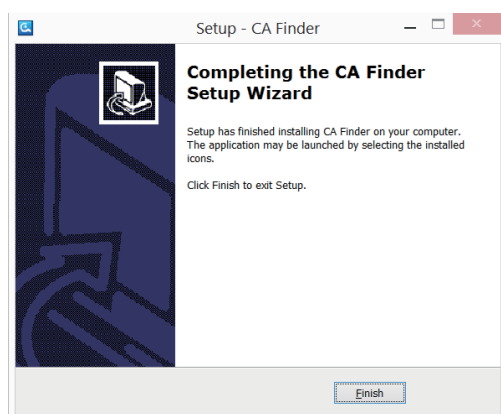 Setup - CA Finder
Completing the CA Finder
Setup Wizard
Setup has finished installing CA Finder on your computer.
The application may be launched by selecting the installed
icons.
Click Finish to exit Setup.
Finish